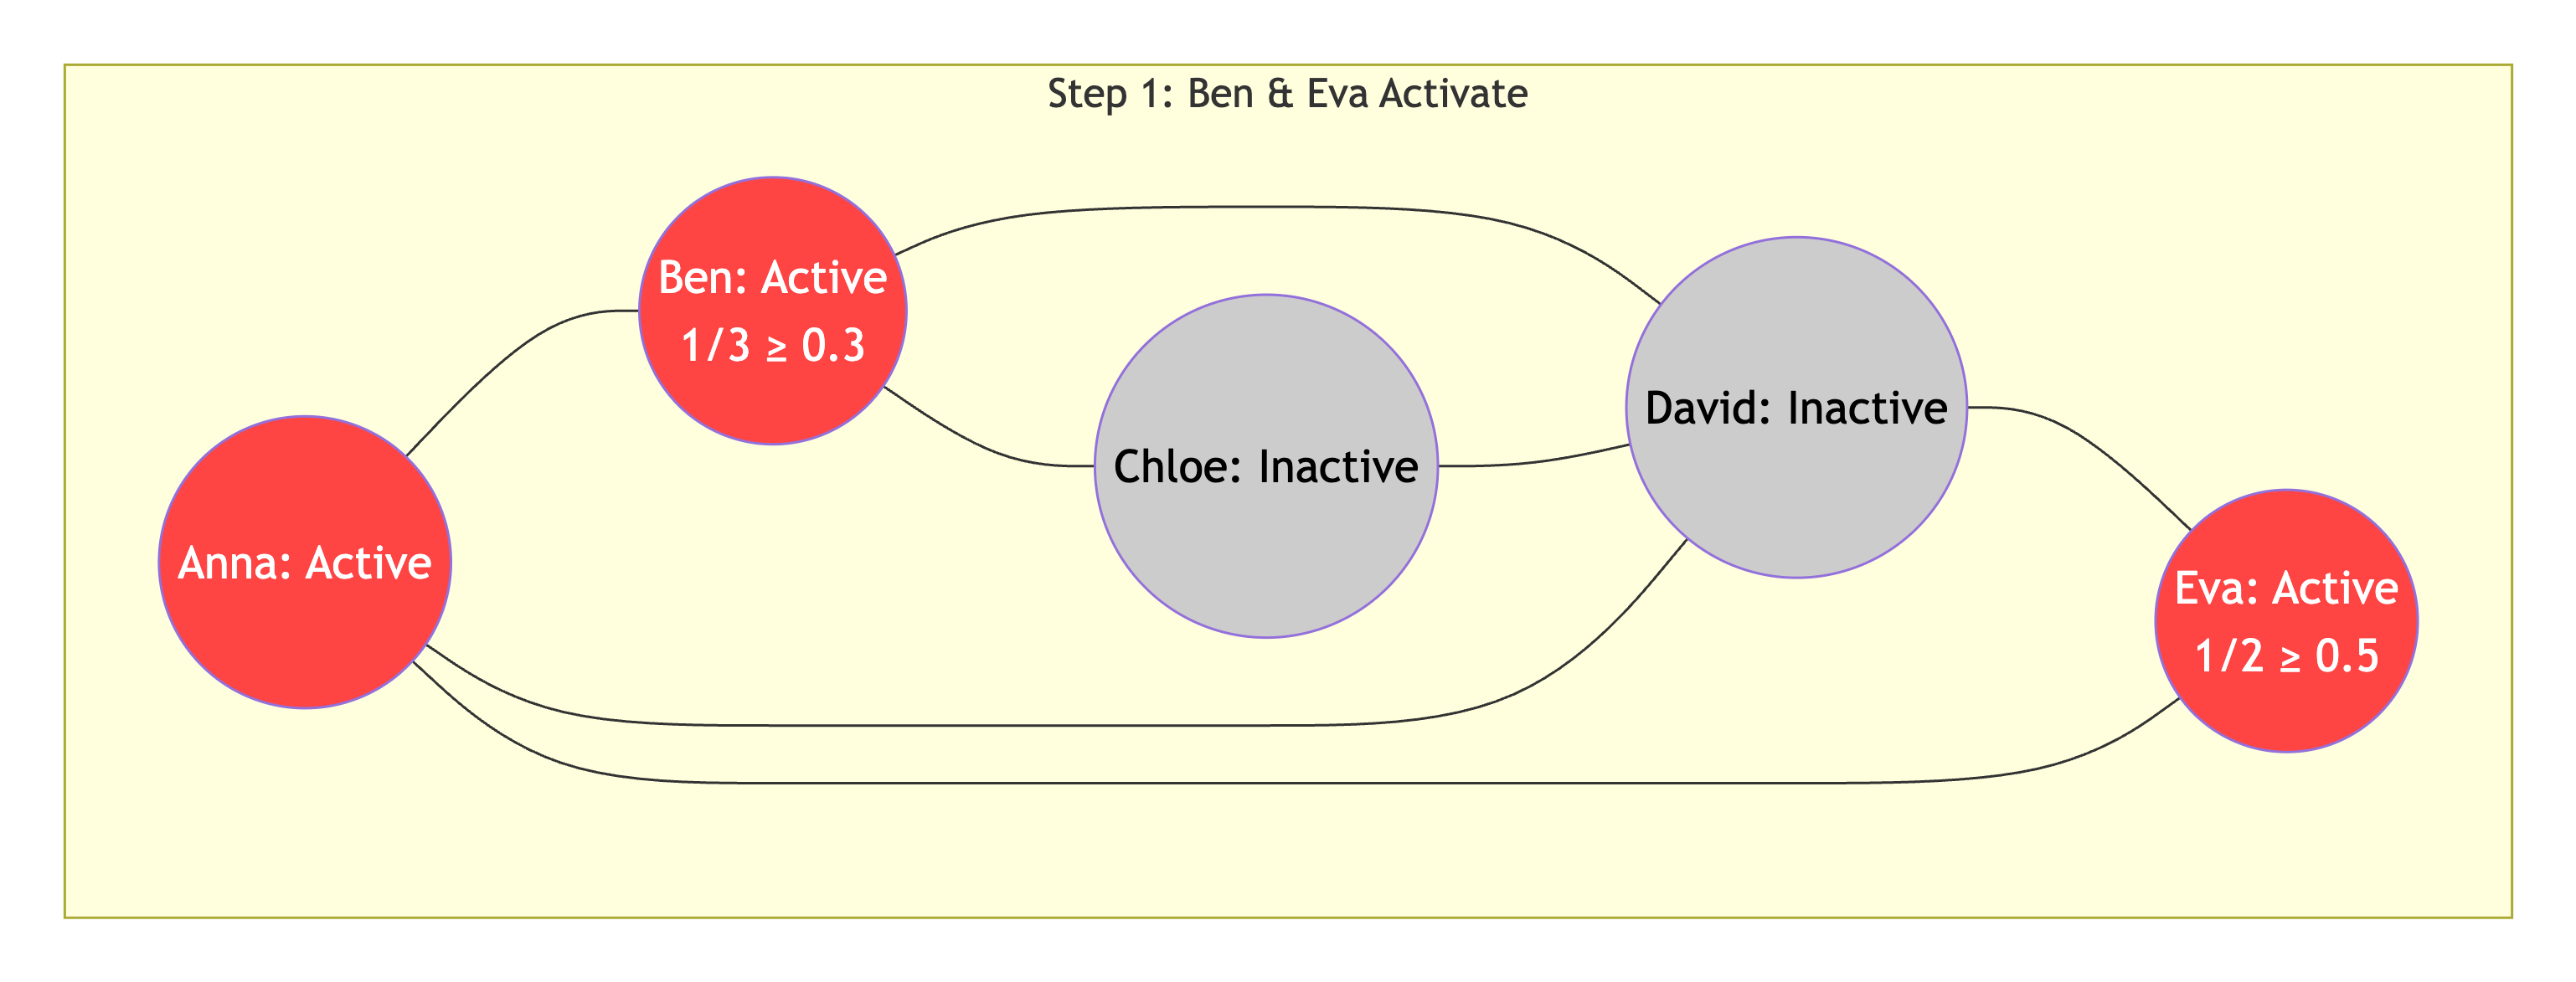 Step 1: Ben & Eva Activate
Ben: Active
1/3 ≥ 0.3
David: Inactive
Chloe: Inactive
Anna: Active
Eva: Active
1/2 ≥ 0.5